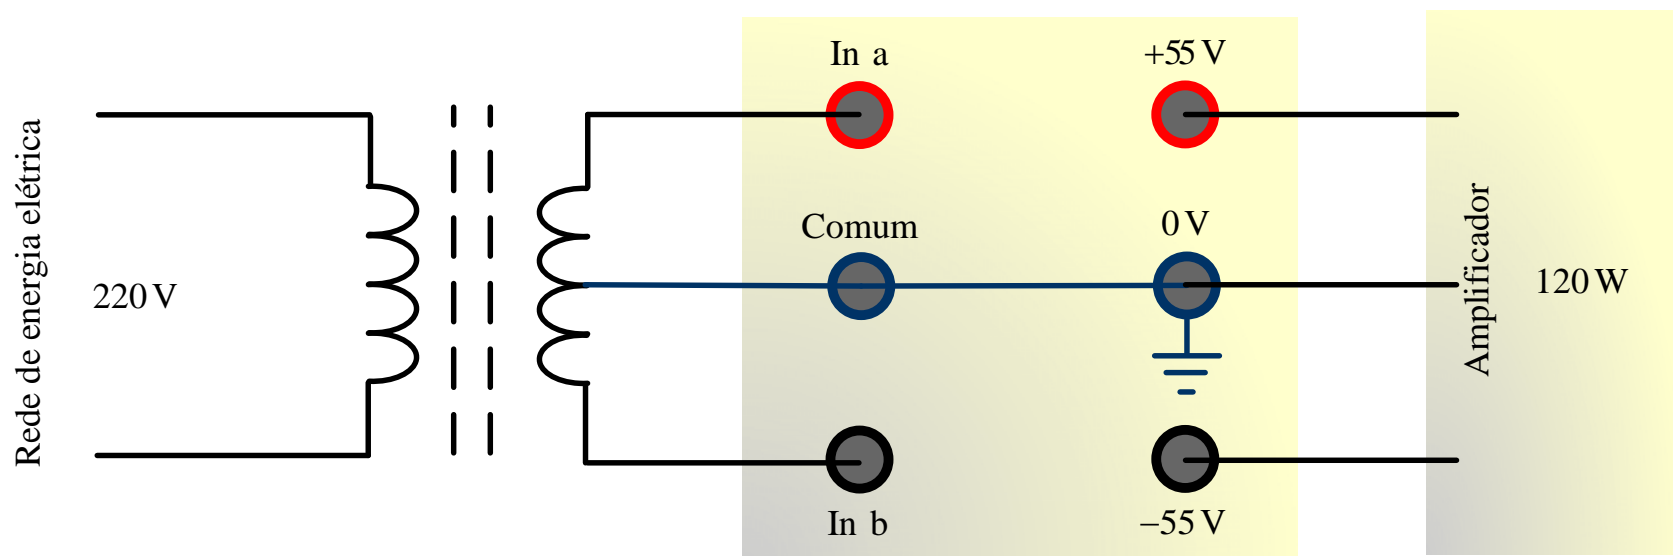 Rede de energia elétrica
220 V
In a
Comum
In b
+55 V
0 V
−55 V
Amplificador
120 W